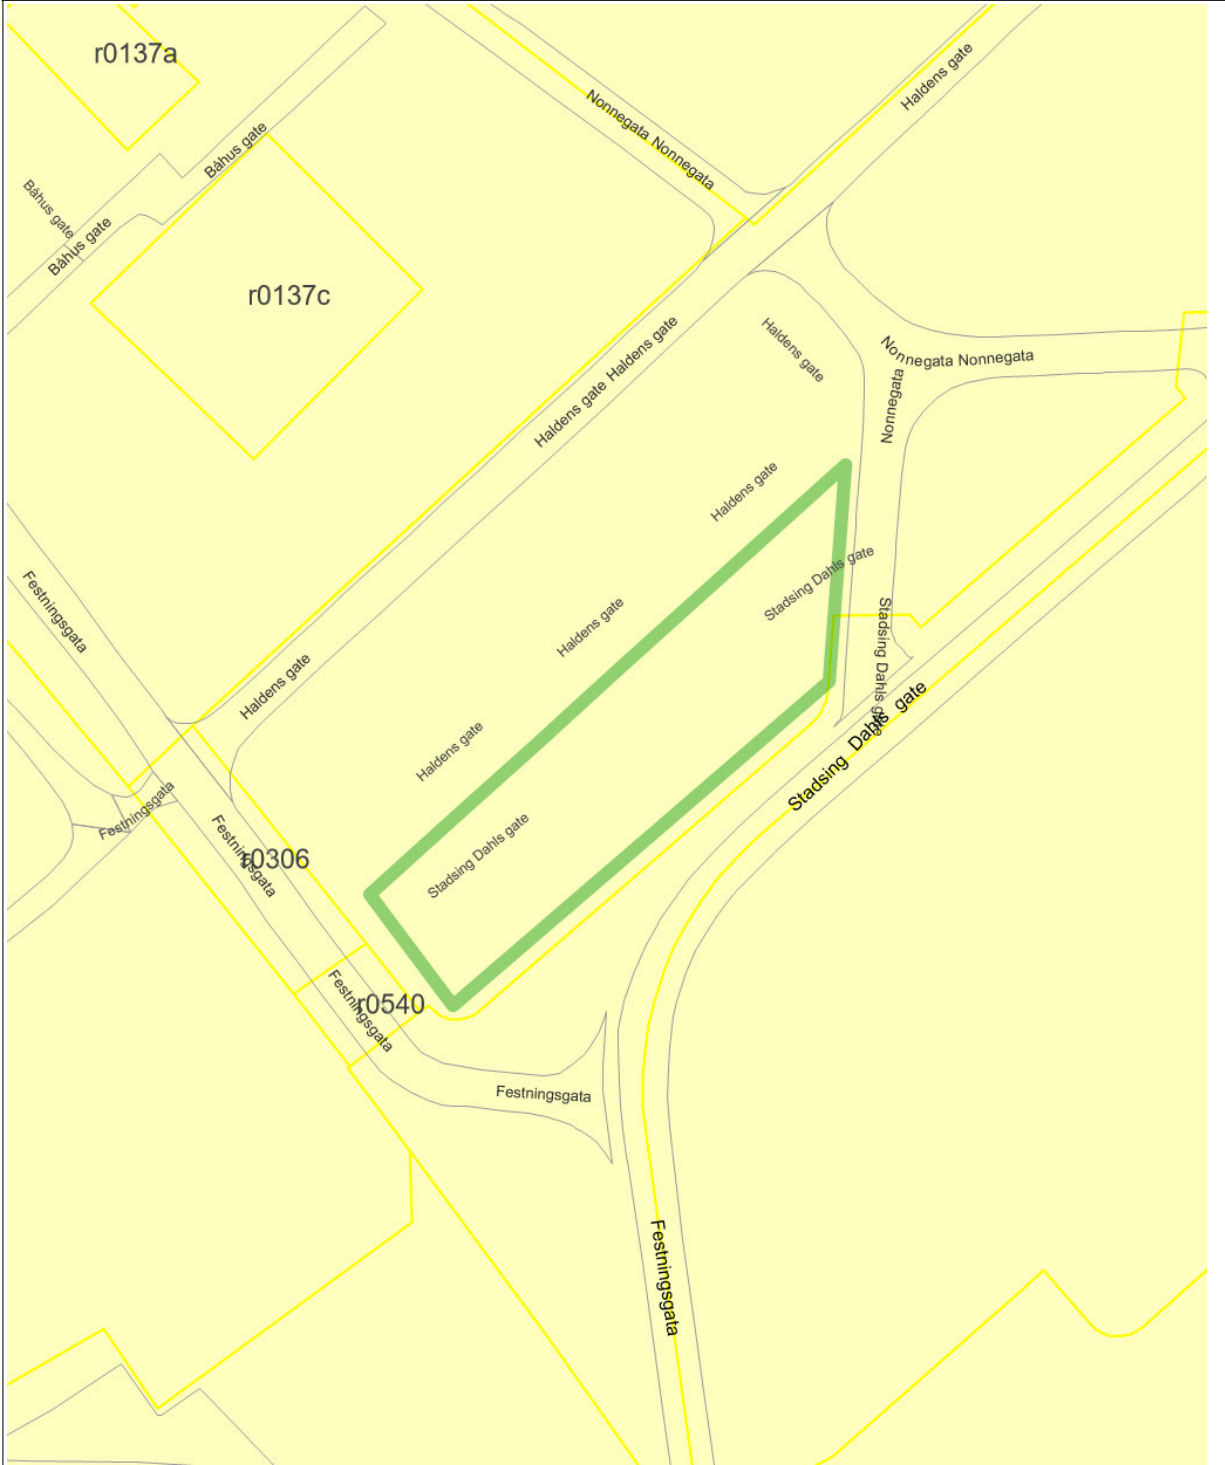 r0137a
Haldens gate
Nonnegata Nonnegata
Båhus gate
Båhus gate
Båhus gate
r0137c
Haldens gate
Haldens gate
Haldens gate
Nonnegata Nonnegata
Nonnegata
Haldens gate
Stadsing Dahls gate
Festningsgata
Haldens gate
Stadsing Dahls gate
Haldens gate
Haldens gate
Stadsing Dahls gate
Festningsgata
Festningsgata
r0306
Stadsing Dahls gate
Festningsgata
r0540
Festningsgata
Festningsgata